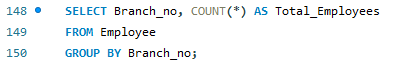 148 SELECT Branch_no, COUNT(*) AS Total_Employees
149 FROM Employee
150 GROUP BY Branch_no;